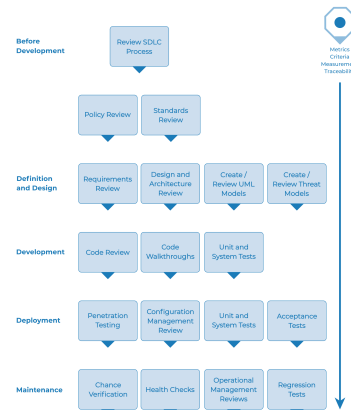 Before
Development
Review SDLC
Process
Metrics
Criteria
Measureme
Traceabili
Policy Review
Standards
Review
Definition
and Design
Requirements
Review
Design and
Architecture
Review
Create /
Review UML
Models
Create /
Review Threat
Models
Development
Code Review
Code
Walkthroughs
Unit and
System Tests
Deployment
Penetration
Testing
Configuration
Management
Review
Unit and
System Tests
Acceptance
Tests
Maintenance
Chance
Verification
Health Checks
Operational
Management
Reviews
Regression
Tests